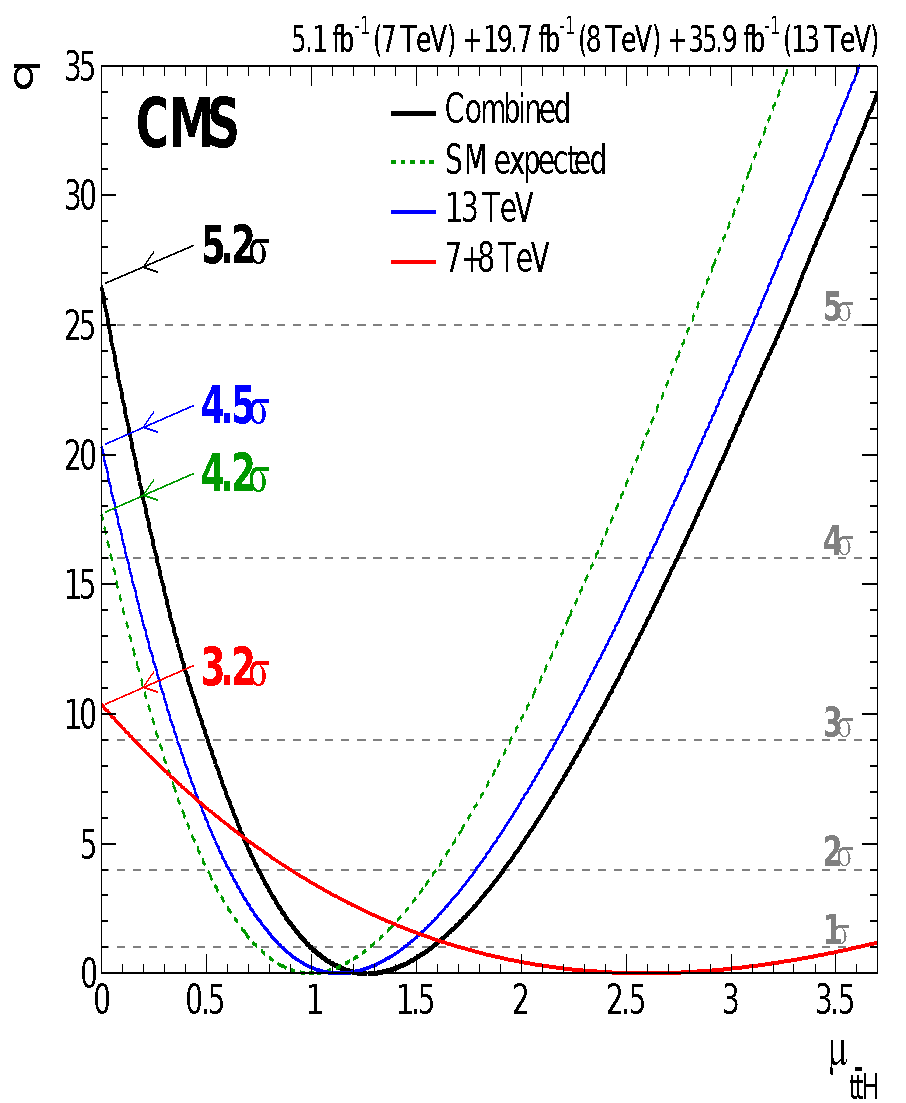 5.1 fb⁻¹ (7 TeV) + 19.7 fb⁻¹ (8 TeV) + 35.9 fb⁻¹ (13 TeV)
q
35
30
25
20
15
10
5
0
CMS
Combined
SM expected
13 TeV
7+8 TeV
5.2σ
4.5σ
4.2σ
3.2σ
5σ
4σ
3σ
2σ
1σ
0 0.5 1 1.5 2 2.5 3 3.5
μ tt̄H